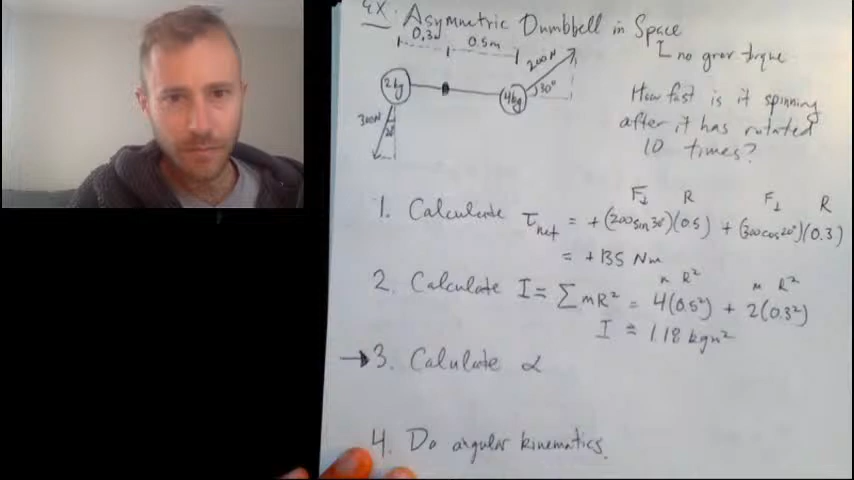 EX. Asymmetric Dumbbell in Space
0.3m 0.5m
no grav torque
200N
2kg
4kg
30°
300N
20°
How fast is it spinning
after it has rotated
10 times?
F⊥ R F⊥ R
1. Calculate τnet = +(200sin30°)(0.5) + (300cos20°)(0.3)
= +135 Nm
m R² m R²
2. Calculate I = ∑ mR² = 4(0.5²) + 2(0.3²)
I = 1.18 kgm²
→ 3. Calulate α
4. Do angular kinematics.